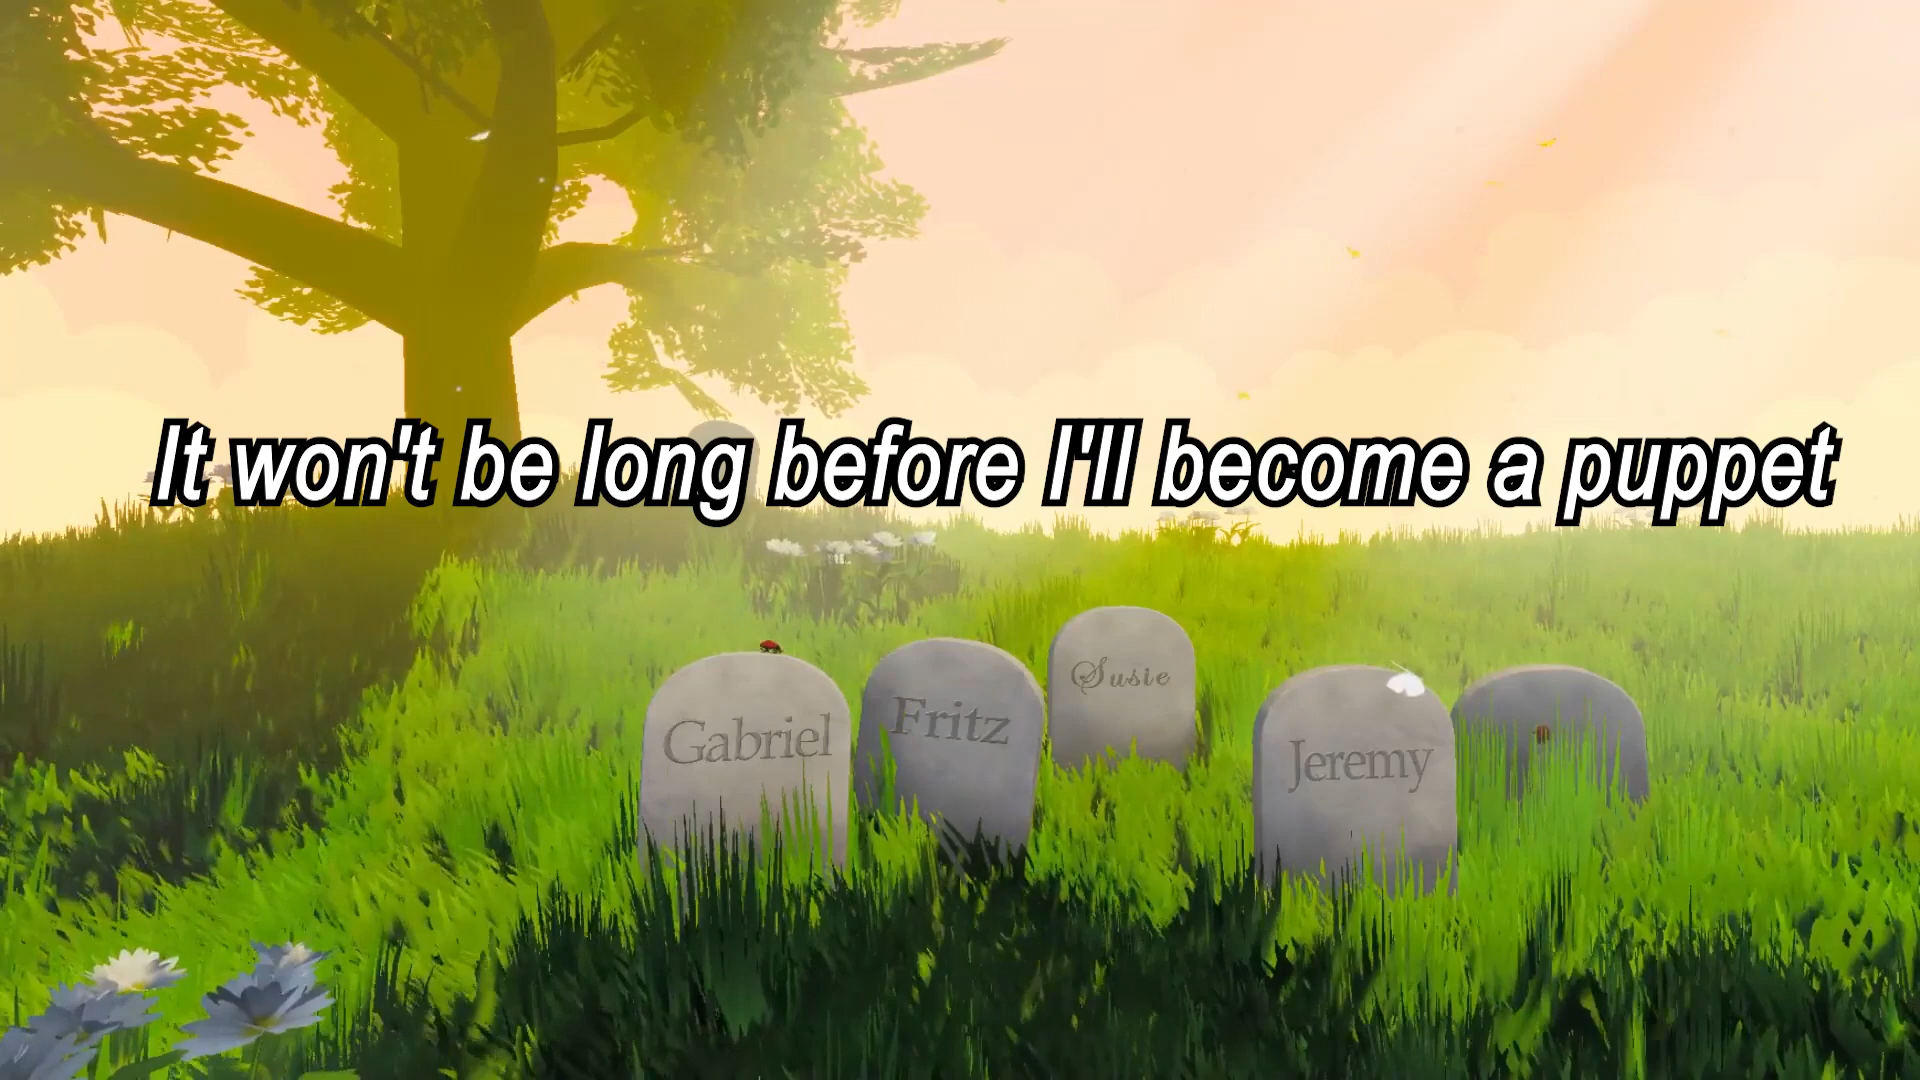 It won't be long before I'll become a puppet
Susie
Gabriel
Fritz
Jeremy